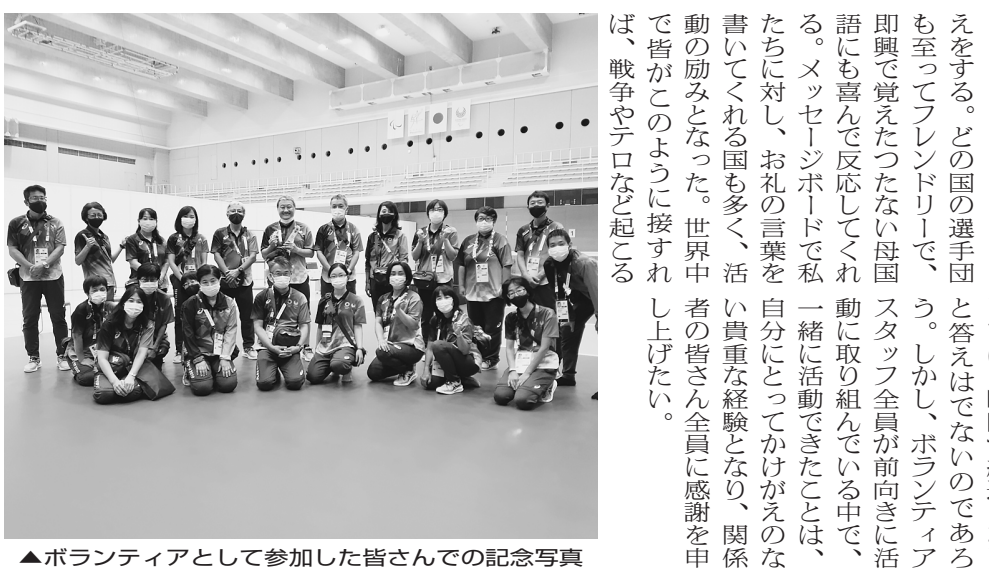 えをする。どの国の選手団
も至ってフレンドリーで、
即興で覚えたつたない母国
語にも喜んで反応してくれ
る。メッセージボードで私
たちに対し、お礼の言葉を
書いてくれる国も多く、活
動の励みとなった。世界中
で皆がこのように接すれ
ば、戦争やテロなど起こる
と答えはでないのであろ
う。しかし、ボランティア
スタッフ全員が前向きに活
動に取り組んでいる中で、
一緒に活動できたことは、
自分にとってかけがえのな
い貴重な経験となり、関係
者の皆さん全員に感謝を申
し上げたい。
▲ボランティアとして参加した皆さんでの記念写真